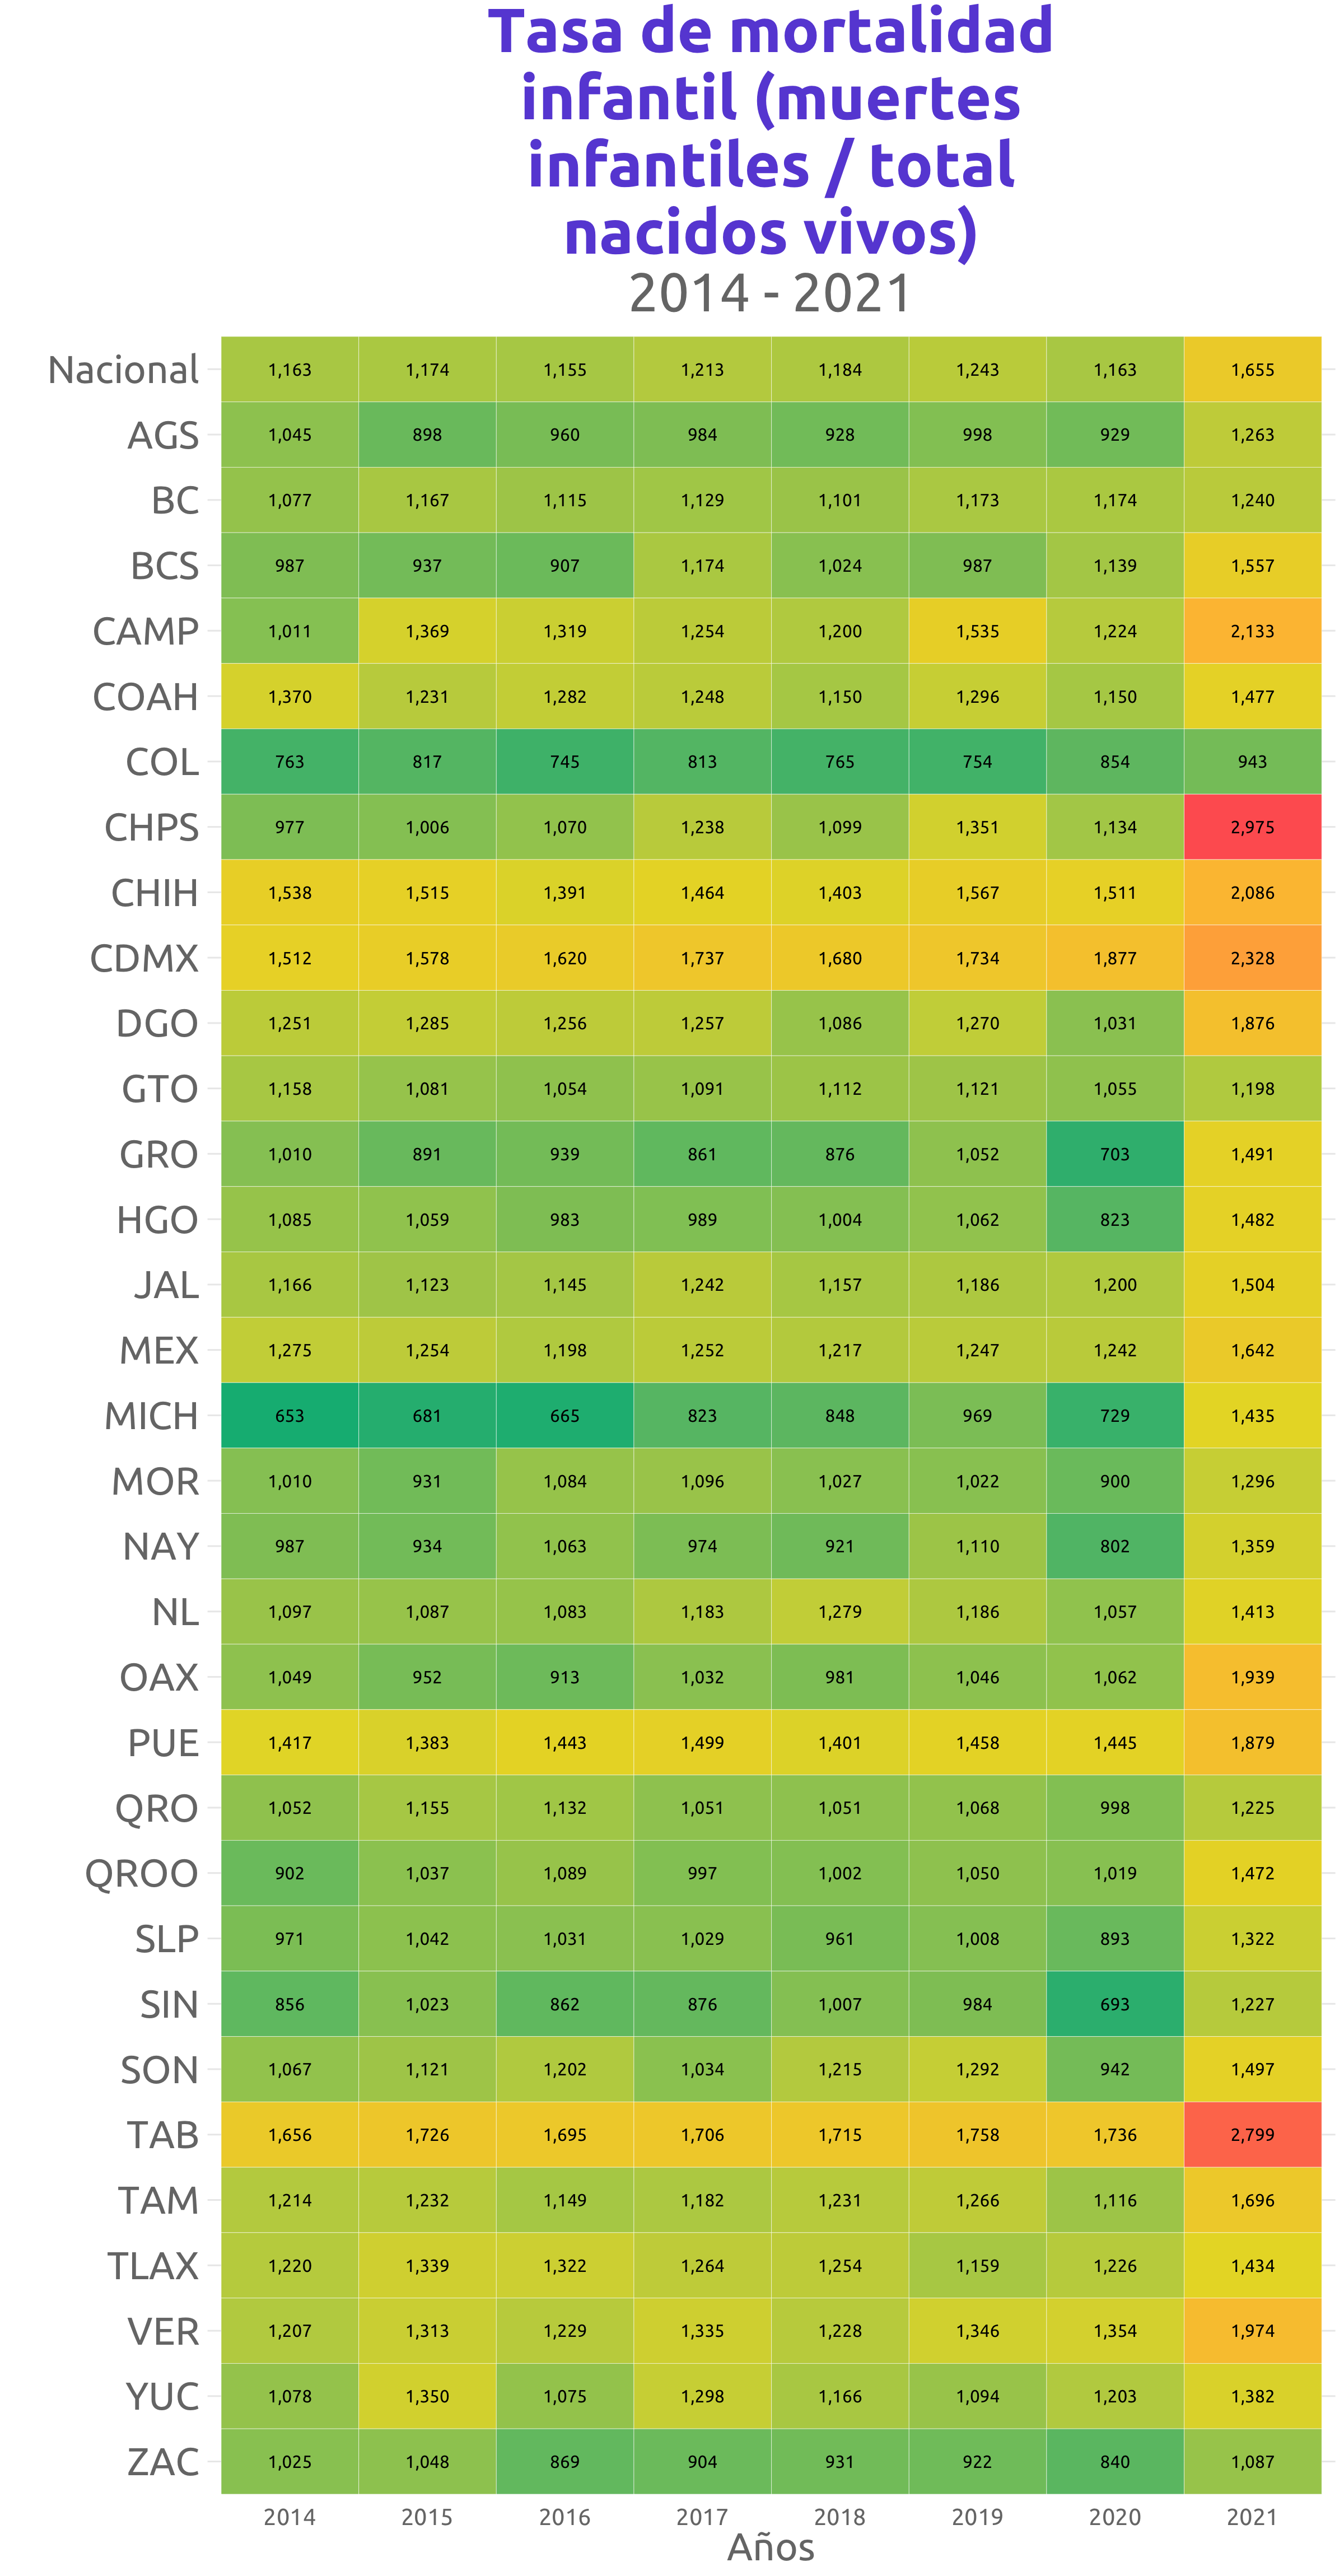 Tasa de mortalidad
infantil (muertes
infantiles / total
nacidos vivos)
2014 - 2021
Nacional 1,163 1,174 1,155 1,213 1,184 1,243 1,163 1,655
AGS 1,045 898 960 984 928 998 929 1,263
BC 1,077 1,167 1,115 1,129 1,101 1,173 1,174 1,240
BCS 987 937 907 1,174 1,024 987 1,139 1,557
CAMP 1,011 1,369 1,319 1,254 1,200 1,535 1,224 2,133
COAH 1,370 1,231 1,282 1,248 1,150 1,296 1,150 1,477
COL 763 817 745 813 765 754 854 943
CHPS 977 1,006 1,070 1,238 1,099 1,351 1,134 2,975
CHIH 1,538 1,515 1,391 1,464 1,403 1,567 1,511 2,086
CDMX 1,512 1,578 1,620 1,737 1,680 1,734 1,877 2,328
DGO 1,251 1,285 1,256 1,257 1,086 1,270 1,031 1,876
GTO 1,158 1,081 1,054 1,091 1,112 1,121 1,055 1,198
GRO 1,010 891 939 861 876 1,052 703 1,491
HGO 1,085 1,059 983 989 1,004 1,062 823 1,482
JAL 1,166 1,123 1,145 1,242 1,157 1,186 1,200 1,504
MEX 1,275 1,254 1,198 1,252 1,217 1,247 1,242 1,642
MICH 653 681 665 823 848 969 729 1,435
MOR 1,010 931 1,084 1,096 1,027 1,022 900 1,296
NAY 987 934 1,063 974 921 1,110 802 1,359
NL 1,097 1,087 1,083 1,183 1,279 1,186 1,057 1,413
OAX 1,049 952 913 1,032 981 1,046 1,062 1,939
PUE 1,417 1,383 1,443 1,499 1,401 1,458 1,445 1,879
QRO 1,052 1,155 1,132 1,051 1,051 1,068 998 1,225
QROO 902 1,037 1,089 997 1,002 1,050 1,019 1,472
SLP 971 1,042 1,031 1,029 961 1,008 893 1,322
SIN 856 1,023 862 876 1,007 984 693 1,227
SON 1,067 1,121 1,202 1,034 1,215 1,292 942 1,497
TAB 1,656 1,726 1,695 1,706 1,715 1,758 1,736 2,799
TAM 1,214 1,232 1,149 1,182 1,231 1,266 1,116 1,696
TLAX 1,220 1,339 1,322 1,264 1,254 1,159 1,226 1,434
VER 1,207 1,313 1,229 1,335 1,228 1,346 1,354 1,974
YUC 1,078 1,350 1,075 1,298 1,166 1,094 1,203 1,382
ZAC 1,025 1,048 869 904 931 922 840 1,087
2014 2015 2016 2017 2018 2019 2020 2021
Años